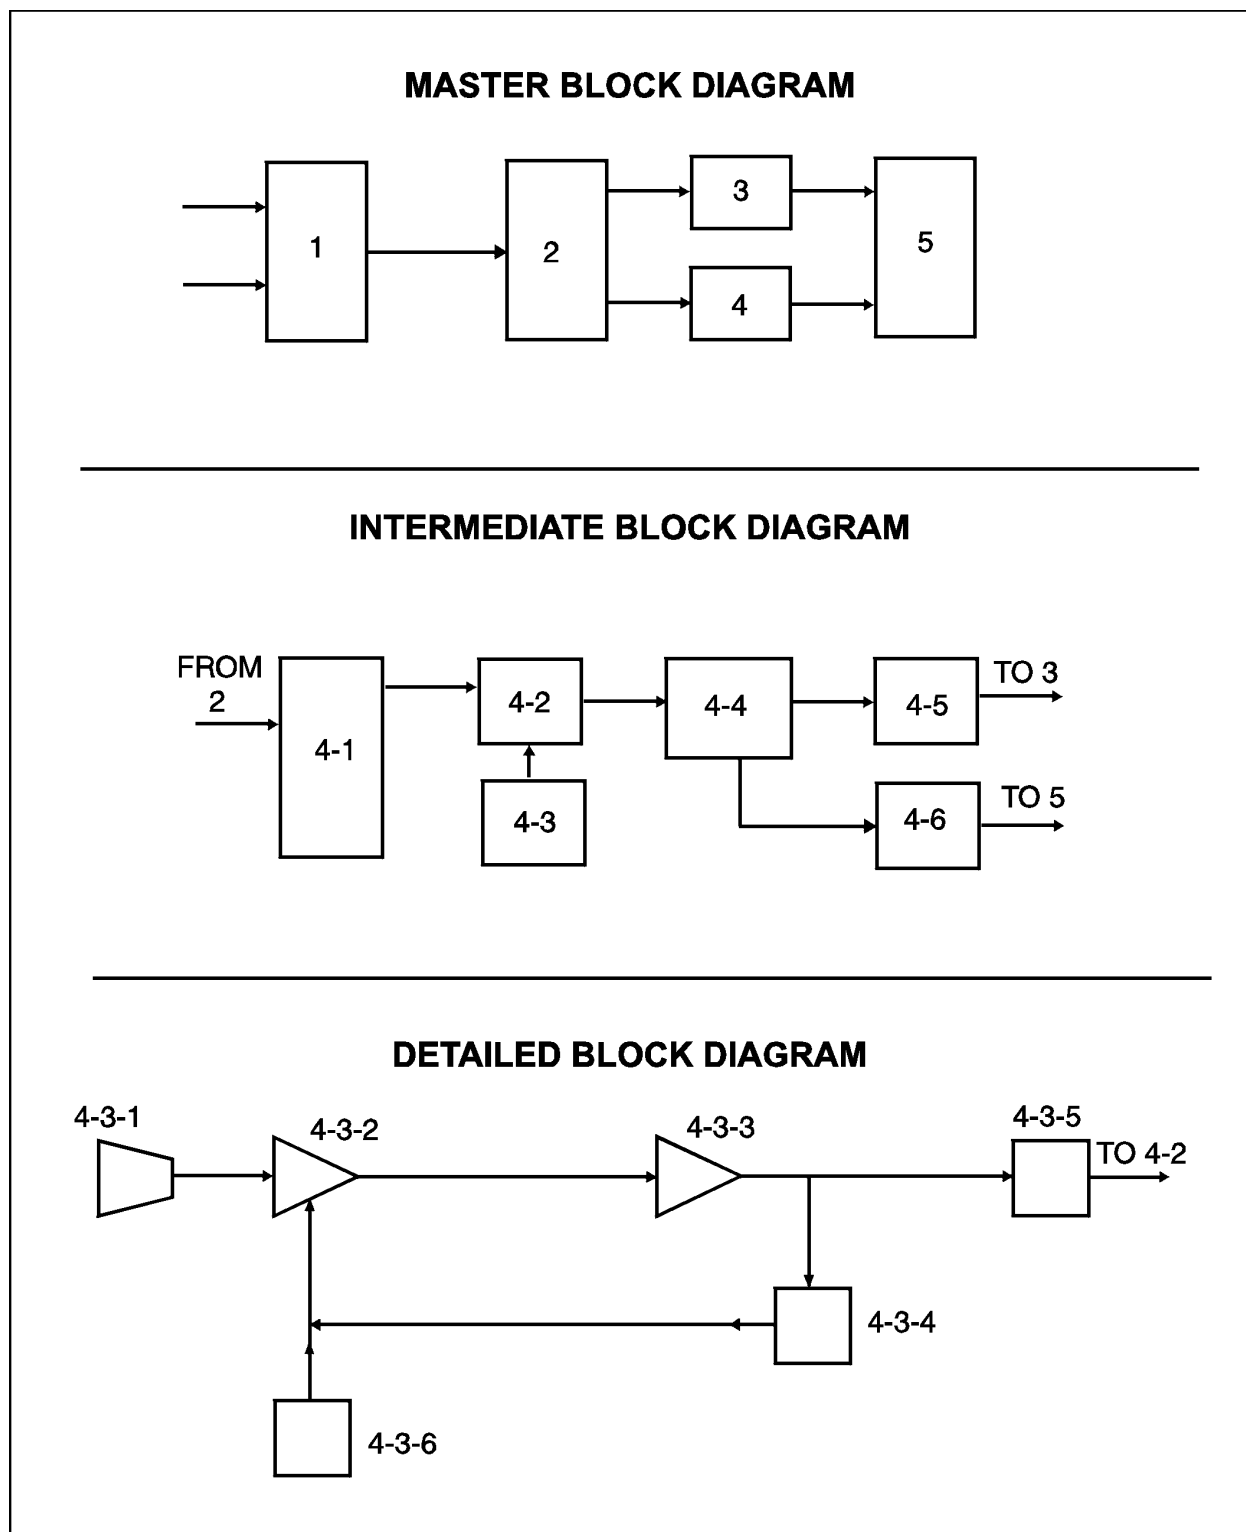 MASTER BLOCK DIAGRAM
1
2
3
4
5
INTERMEDIATE BLOCK DIAGRAM
FROM
2
4-1
4-2
4-3
4-4
4-5
TO 3
4-6
TO 5
DETAILED BLOCK DIAGRAM
4-3-1
4-3-2
4-3-3
4-3-5
TO 4-2
4-3-4
4-3-6